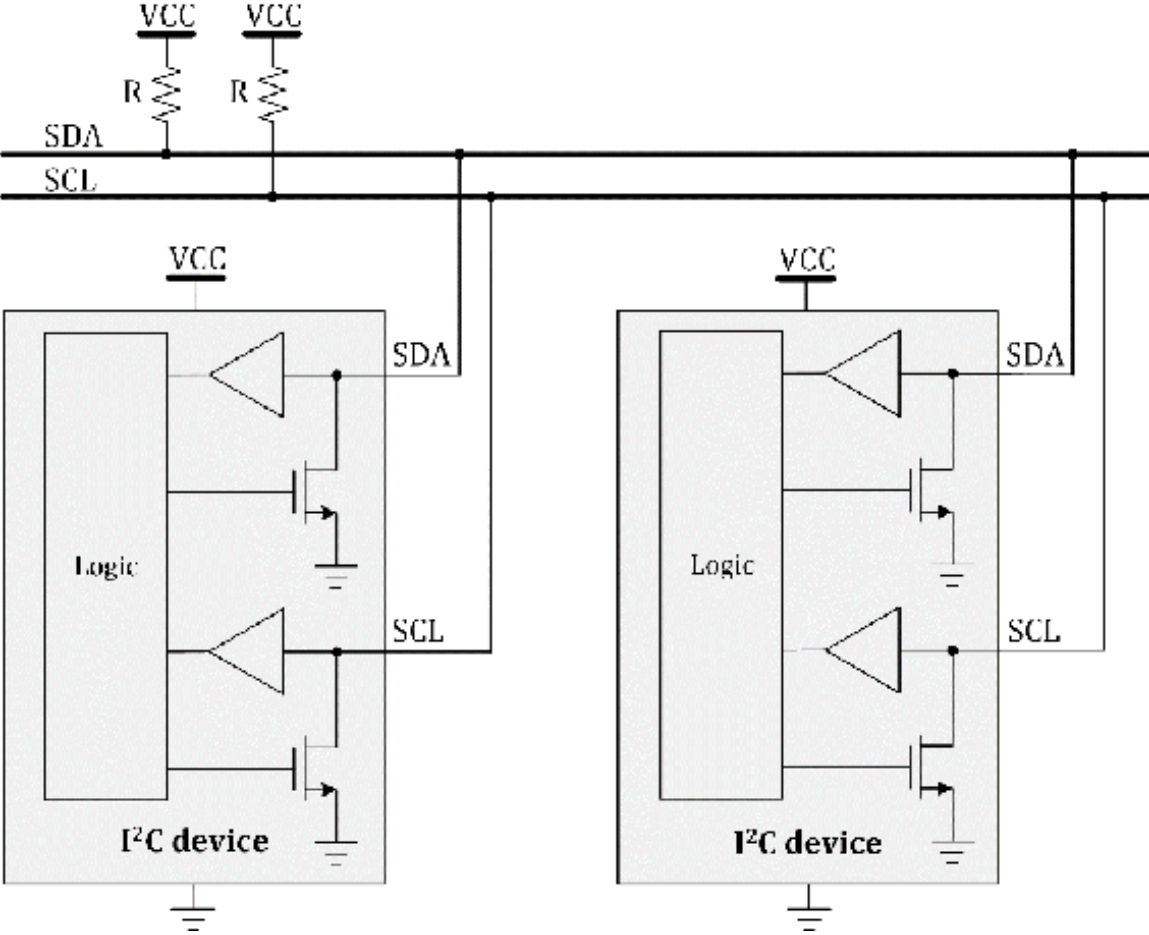 VCC VCC
R R
SDA
SCL
VCC VCC
SDA SDA
Logic Logic
SCL SCL
I²C device I²C device